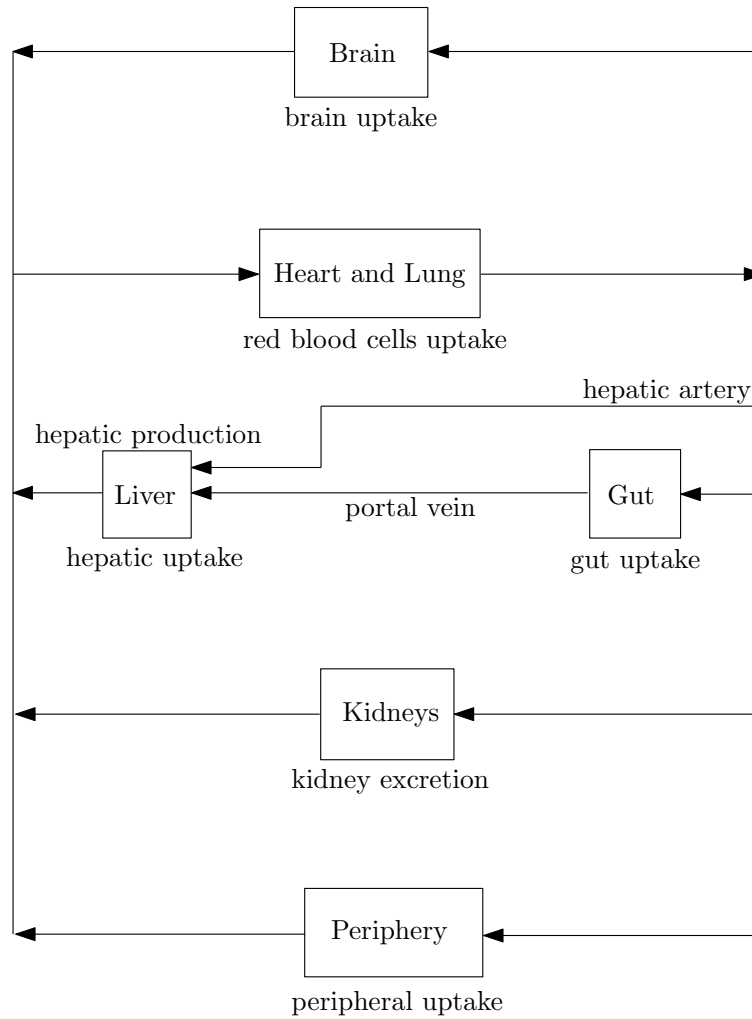 Brain
brain uptake
Heart and Lung
red blood cells uptake
hepatic artery
hepatic production
Liver
Gut
portal vein
hepatic uptake
gut uptake
Kidneys
kidney excretion
Periphery
peripheral uptake